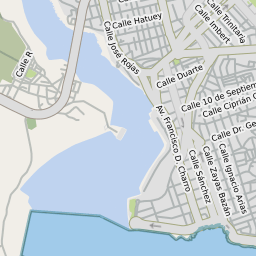 Calle Hatuey
Calle Trinitaria
Calle Imbert
Calle José Rojas
Calle R
Calle Duarte
Calle 10 de Septiem
Calle Ciprián
Av. Francisco D. Charro
Calle Dr. Ge
Calle Sánchez
Calle Zayas Bazán
Calle Ignacio Arias